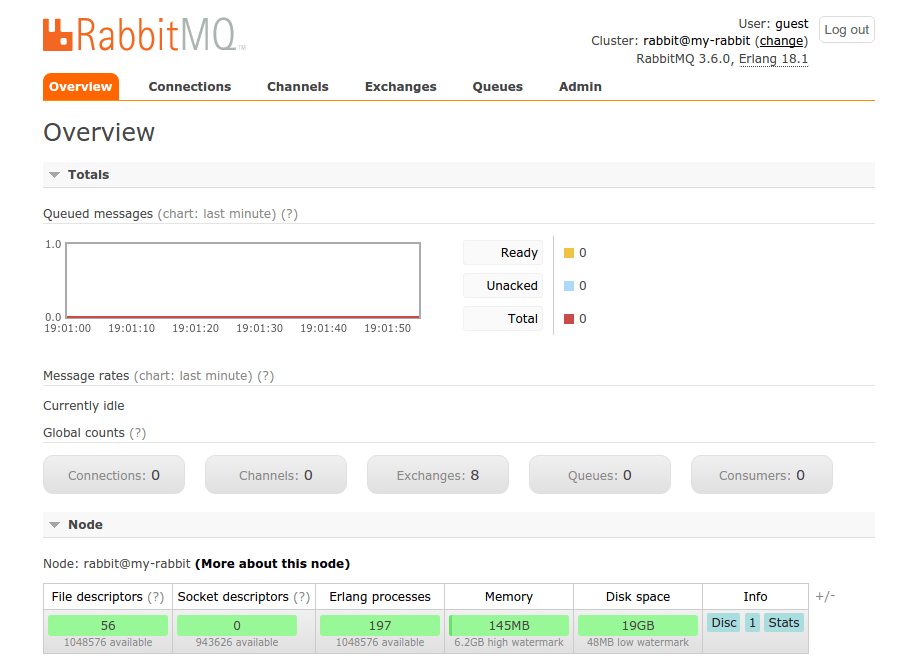 RabbitMQ™
User: guest
Log out
Cluster: rabbit@my-rabbit (change)
RabbitMQ 3.6.0, Erlang 18.1
Overview Connections Channels Exchanges Queues Admin
Overview
Totals
Queued messages (chart: last minute) (?)
1.0
0.0
19:01:00 19:01:10 19:01:20 19:01:30 19:01:40 19:01:50
Ready 0
Unacked 0
Total 0
Message rates (chart: last minute) (?)
Currently idle
Global counts (?)
Connections: 0 Channels: 0 Exchanges: 8 Queues: 0 Consumers: 0
Node
Node: rabbit@my-rabbit (More about this node)
File descriptors (?) Socket descriptors (?) Erlang processes Memory Disk space Info +/-
56 0 197 145MB 19GB Disc 1 Stats
1048576 available 943626 available 1048576 available 6.2GB high watermark 48MB low watermark